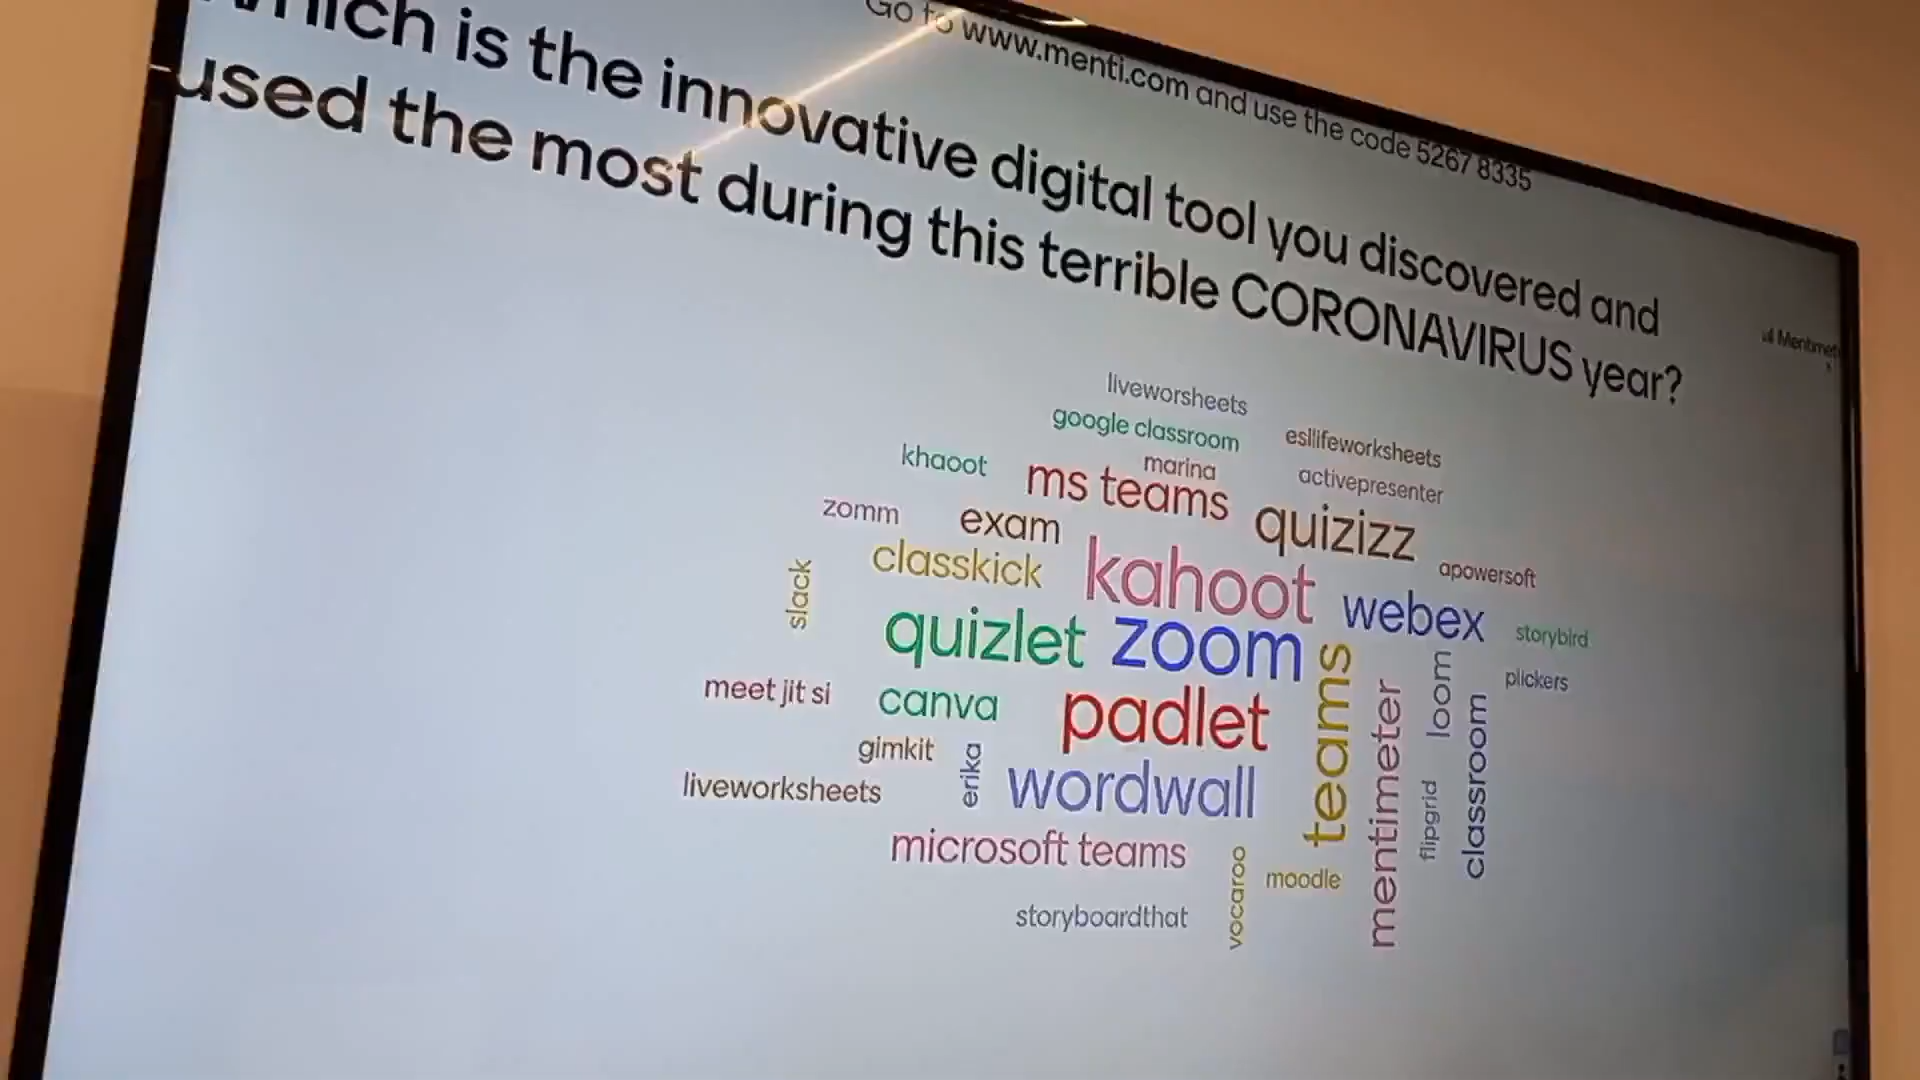 Go to www.menti.com and use the code 5267 8335
Which is the innovative digital tool you discovered and
used the most during this terrible CORONAVIRUS year?
Mentimet
liveworsheets
google classroom
esllifeworksheets
khaoot
marina
ms teams
activepresenter
zomm
exam
quizizz
classkick
kahoot
apowersoft
slack
webex
quizlet
zoom
storybird
teams
loom
plickers
meet jit si
canva
padlet
mentimeter
classroom
gimkit
erika
wordwall
flipgrid
liveworksheets
microsoft teams
vocaroo
moodle
storyboardthat